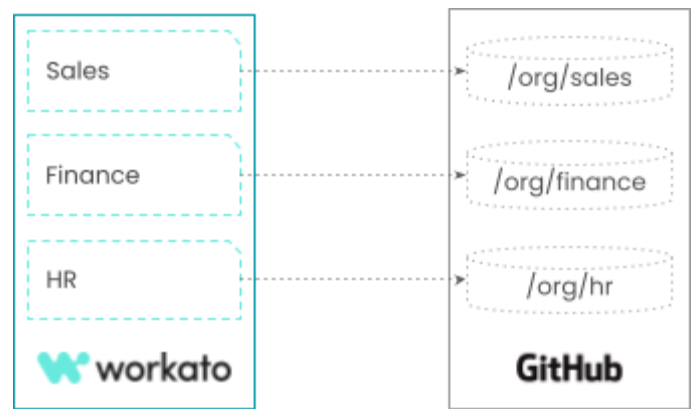 Sales
/org/sales
Finance
/org/finance
HR
/org/hr
workato
GitHub